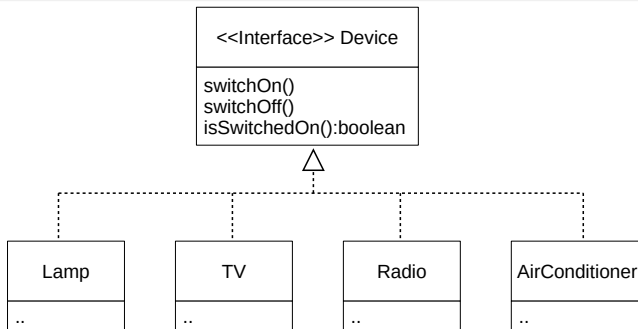 <<Interface>> Device
switchOn()
switchOff()
isSwitchedOn():boolean
Lamp
TV
Radio
AirConditioner
..
..
..
..